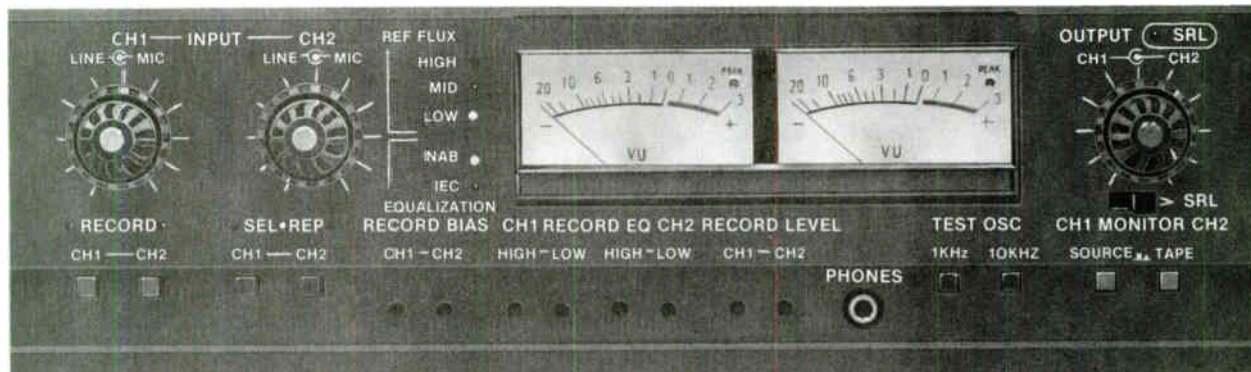 CH1 INPUT CH2
LINE MIC LINE MIC
REF FLUX
HIGH
MID
LOW
NAB
IEC
EQUALIZATION
20 10 6 3 1 0 1 2 3
PEAK
- +
VU
20 10 6 3 1 0 1 2 3
PEAK
- +
VU
OUTPUT SRL
CH1 CH2
> SRL
RECORD SEL•REP RECORD BIAS CH1 RECORD EQ CH2 RECORD LEVEL TEST OSC CH1 MONITOR CH2
CH1 — CH2 CH1 — CH2 CH1 — CH2 HIGH — LOW HIGH — LOW CH1 — CH2 1KHz 10KHZ SOURCE TAPE
PHONES